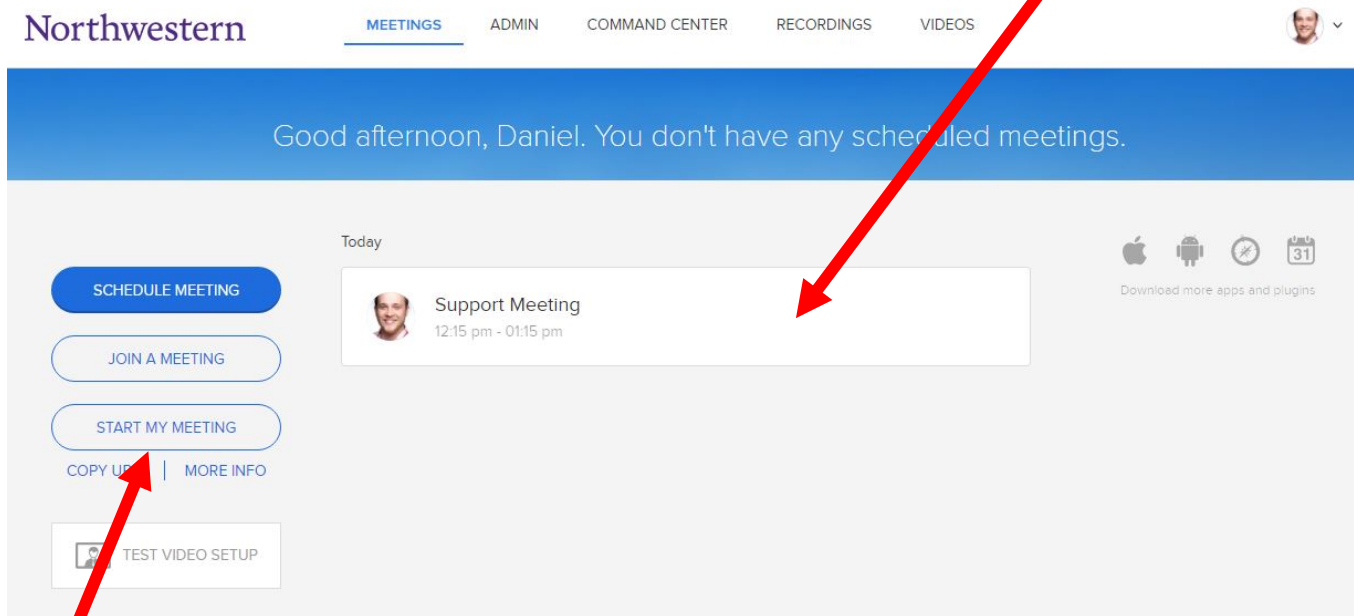 Northwestern
MEETINGS ADMIN COMMAND CENTER RECORDINGS VIDEOS
Good afternoon, Daniel. You don't have any scheduled meetings.
Today
SCHEDULE MEETING
Support Meeting
12:15 pm - 01:15 pm
31
Download more apps and plugins
JOIN A MEETING
START MY MEETING
COPY | MORE INFO
TEST VIDEO SETUP